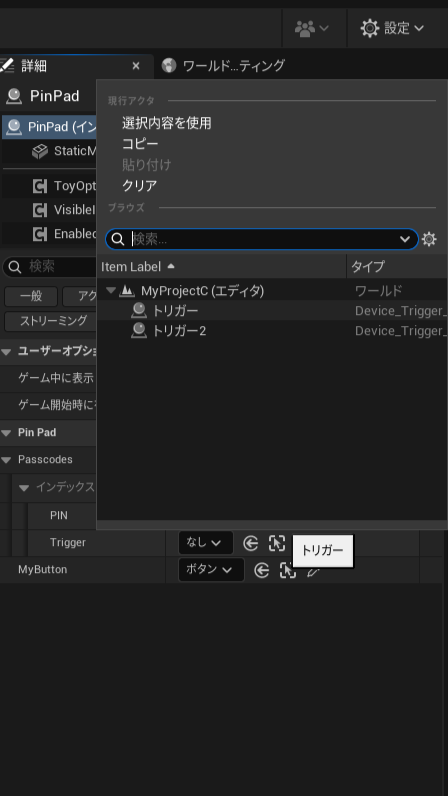 設定
詳細
ワールド…ティング
PinPad
現行アクタ
PinPad (イン
選択内容を使用
コピー
StaticM
貼り付け
ToyOpt
クリア
VisibleI
ブラウズ
Enabled
検索...
検索
Item Label
タイプ
一般
アク
MyProjectC (エディタ)
ワールド
トリガー
Device_Trigger_
ストリーミング
トリガー2
Device_Trigger_
ユーザーオプショ
ゲーム中に表示
ゲーム開始時に
Pin Pad
Passcodes
インデックス
PIN
Trigger
なし
トリガー
MyButton
ボタン